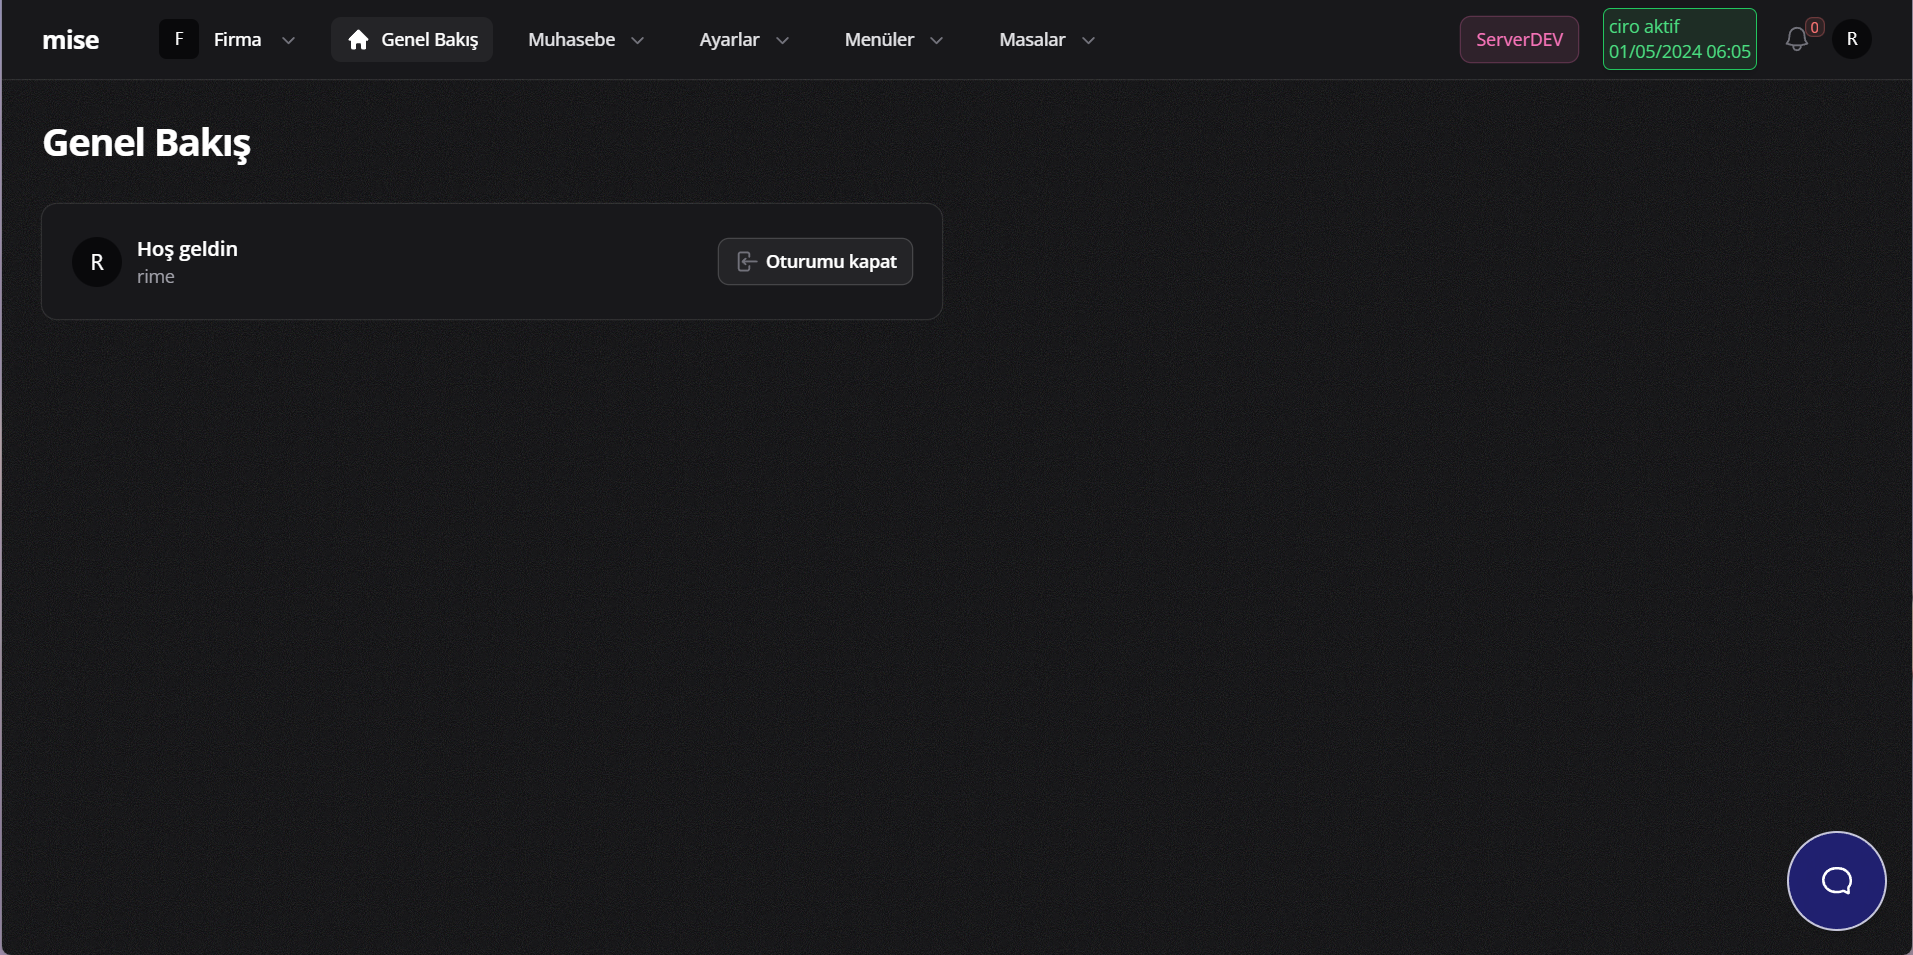 mise
F
Firma
Genel Bakış
Muhasebe
Ayarlar
Menüler
Masalar
ServerDEV
ciro aktif
01/05/2024 06:05
0
R
Genel Bakış
R
Hoş geldin
rime
Oturumu kapat